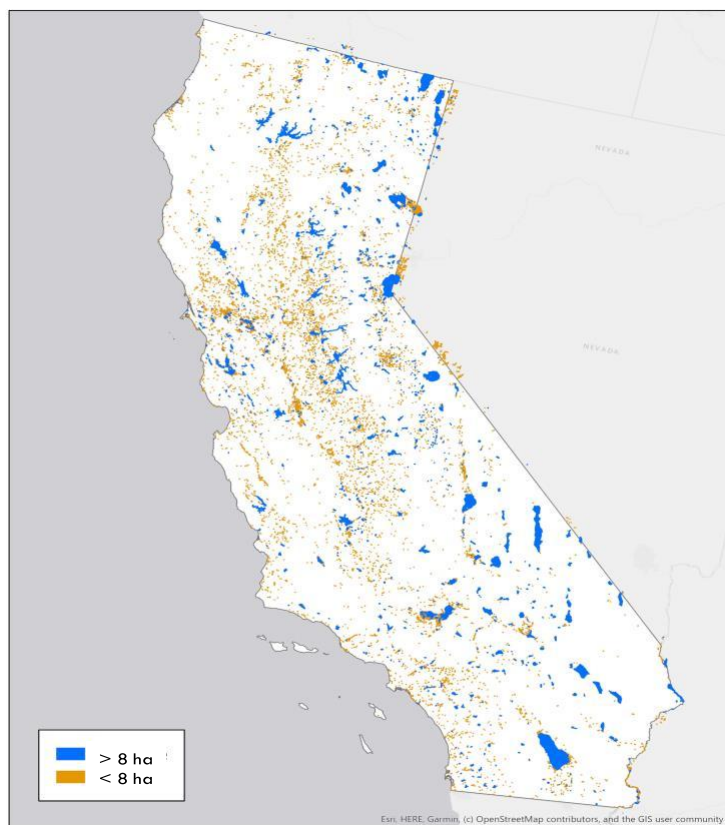 NEVADA
NEVADA
> 8 ha
< 8 ha
Esri, HERE, Garmin, (c) OpenStreetMap contributors, and the GIS user community